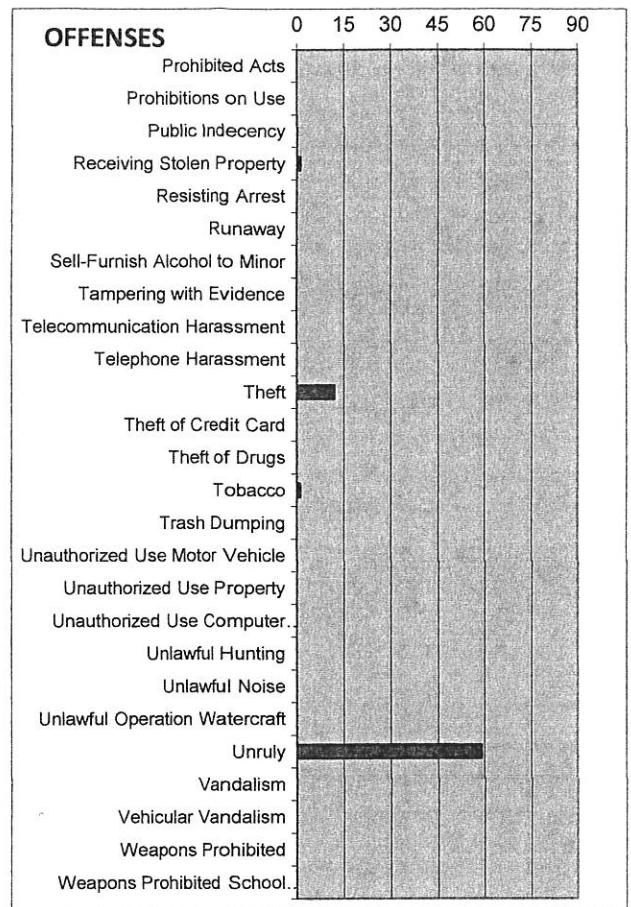 OFFENSES
0 15 30 45 60 75 90
Prohibited Acts
Prohibitions on Use
Public Indecency
Receiving Stolen Property
Resisting Arrest
Runaway
Sell-Furnish Alcohol to Minor
Tampering with Evidence
Telecommunication Harassment
Telephone Harassment
Theft
Theft of Credit Card
Theft of Drugs
Tobacco
Trash Dumping
Unauthorized Use Motor Vehicle
Unauthorized Use Property
Unauthorized Use Computer..
Unlawful Hunting
Unlawful Noise
Unlawful Operation Watercraft
Unruly
Vandalism
Vehicular Vandalism
Weapons Prohibited
Weapons Prohibited School..